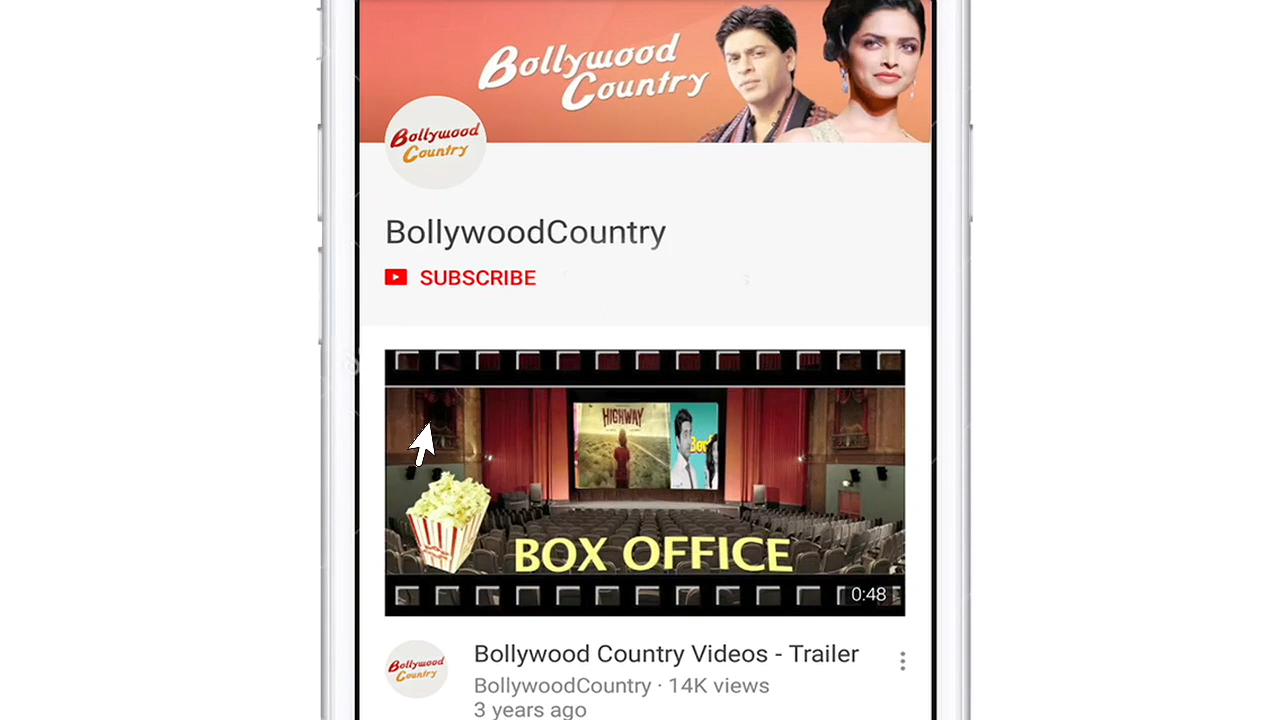 Bollywood
Country
Bollywood
Country
BollywoodCountry
SUBSCRIBE
HIGHWAY
BOX OFFICE
0:48
Bollywood
Country
Bollywood Country Videos - Trailer
BollywoodCountry · 14K views
3 years ago